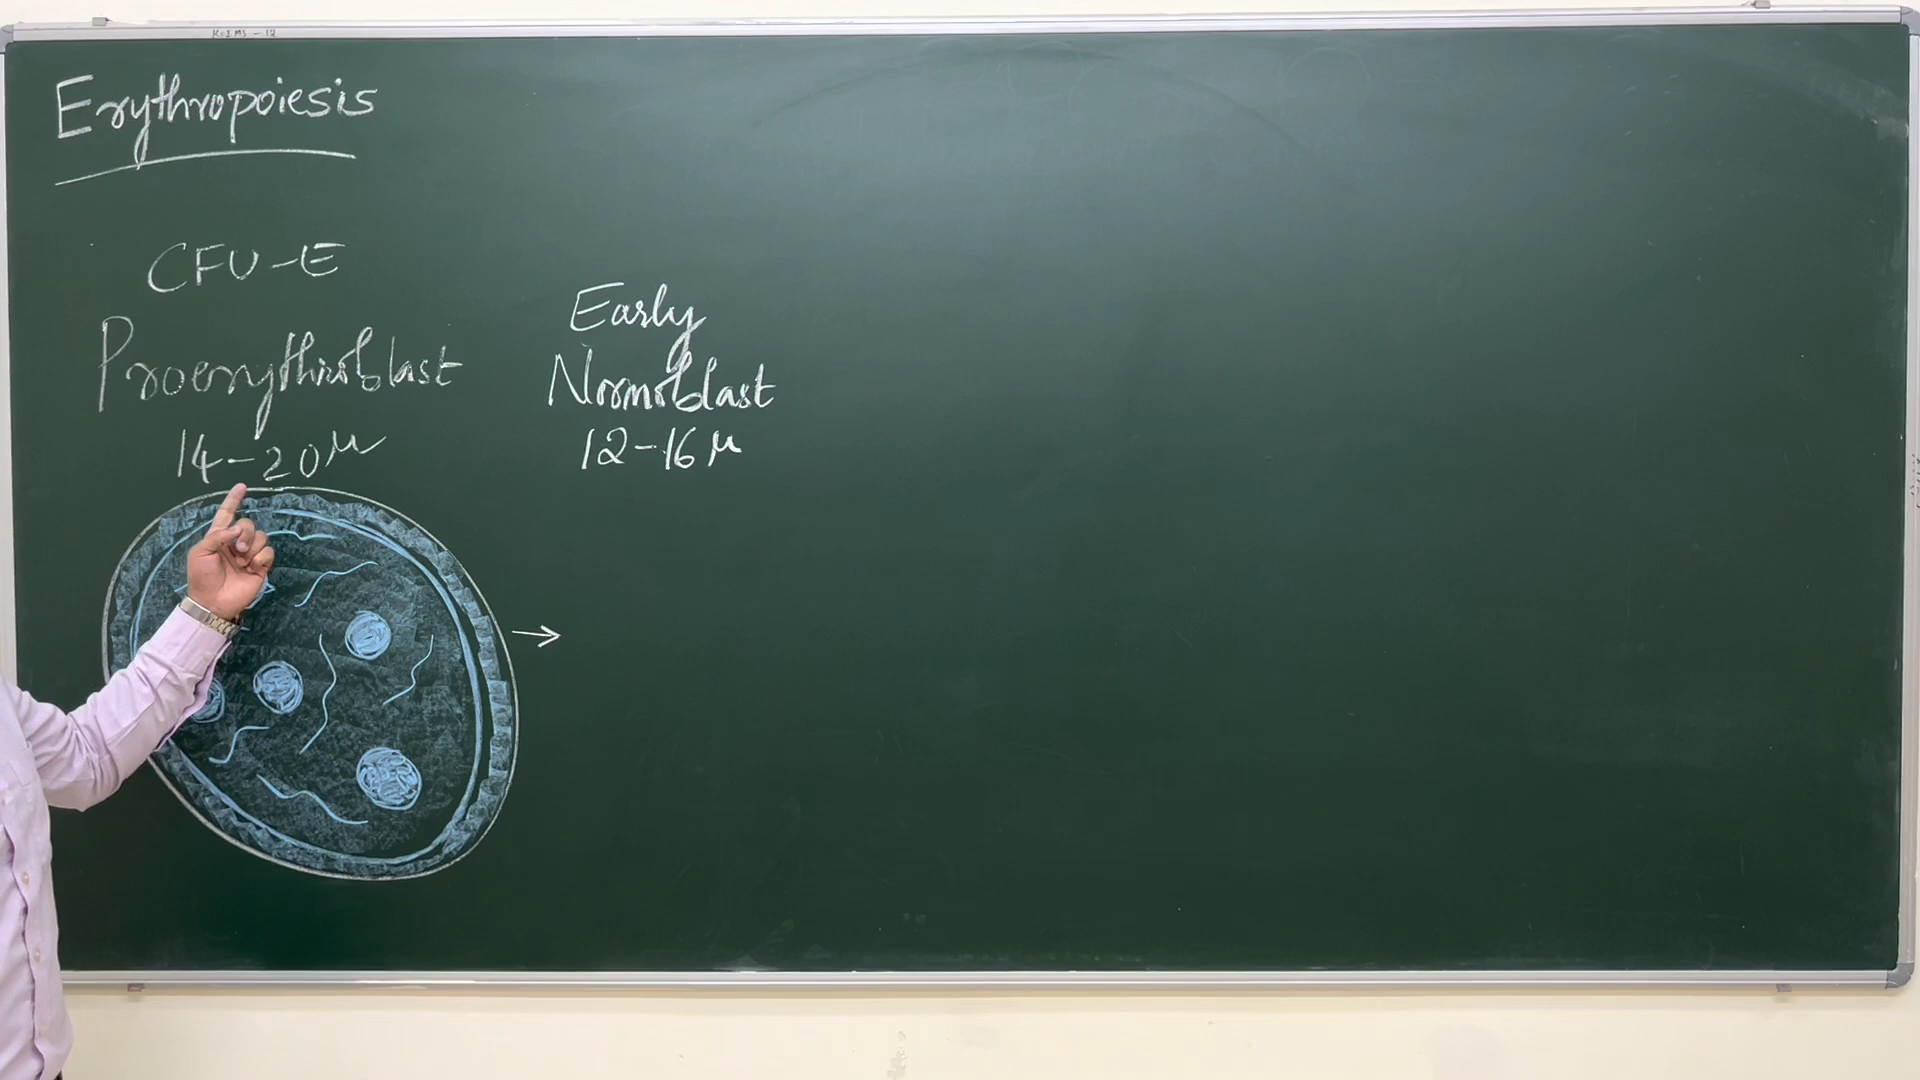 Erythropoiesis
CFU-E
Proerythroblast
14-20μ
Early
Normoblast
12-16μ